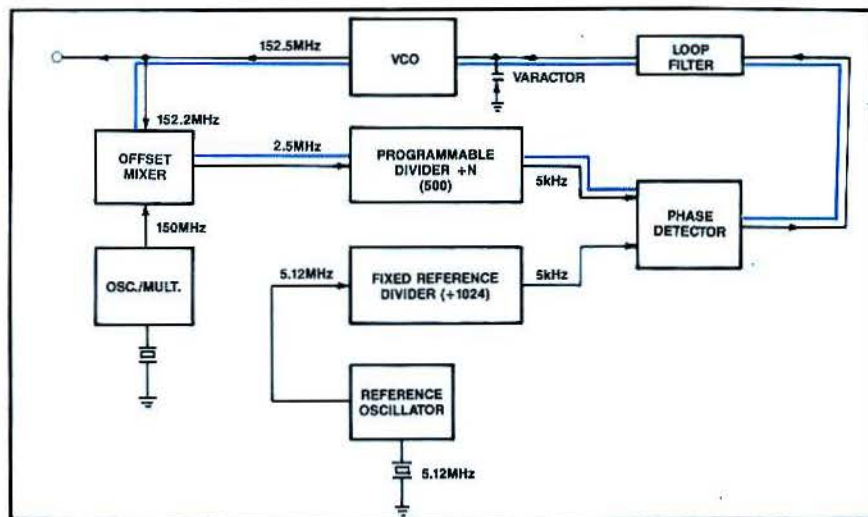 152.5MHz
VCO
VARACTOR
LOOP
FILTER
152.2MHz
OFFSET
MIXER
2.5MHz
PROGRAMMABLE
DIVIDER +N
(500)
5kHz
PHASE
DETECTOR
150MHz
OSC./MULT.
5.12MHz
FIXED REFERENCE
DIVIDER (+1024)
5kHz
REFERENCE
OSCILLATOR
5.12MHz